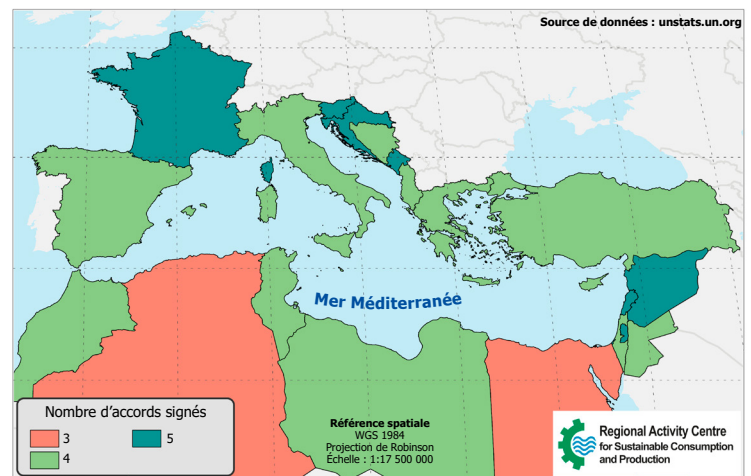 Source de données : unstats.un.org
Mer Méditerranée
Nombre d’accords signés
3
5
4
Référence spatiale
WGS 1984
Projection de Robinson
Échelle : 1:17 500 000
Regional Activity Centre
for Sustainable Consumption
and Production